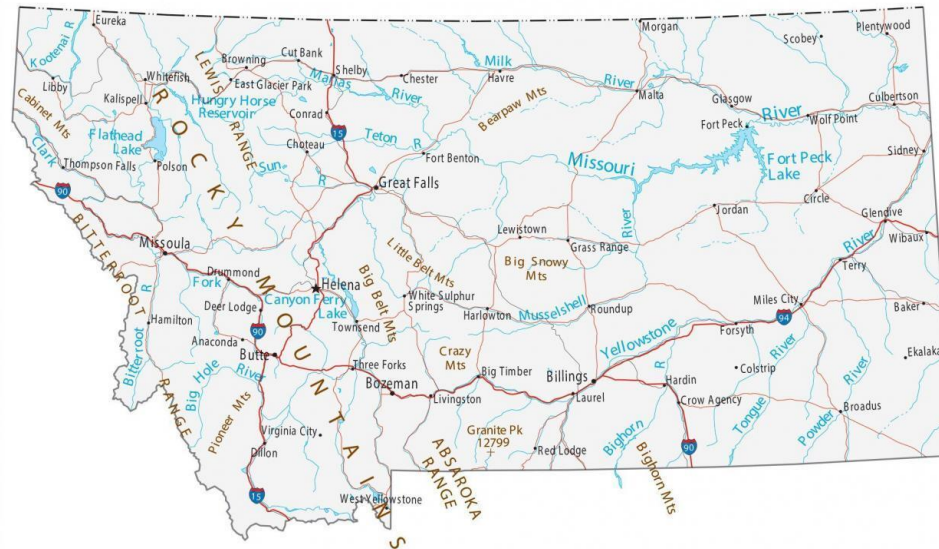 Eureka
Kootenai R
Libby
Cabinet Mts
Whitefish
Kalispell
LEWIS RANGE
Browning
Cut Bank
East Glacier Park
Marias River
Shelby
Chester
Milk River
Havre
Bearpaw Mts
Morgan
Malta
Scobey
Plentywood
Glasgow
Culbertson
Fort Peck
Wolf Point
Missouri River
Fort Peck Lake
Sidney
Hungry Horse
Reservoir
Conrad
15
Teton R
Choteau
Fort Benton
Sun R
Flathead
Lake
Polson
Clark Fork
Thompson Falls
90
ROCKY MOUNTAINS
Great Falls
Missoula
BITTERROOT RANGE
Drummond
Helena
Canyon Ferry
Lake
Deer Lodge
90
Townsend
Big Belt Mts
Little Belt Mts
White Sulphur
Springs
Lewistown
Grass Range
Big Snowy
Mts
Harlowton
Musselshell River
Roundup
Jordan
Circle
Glendive
Wibaux
Terry
Miles City
94
Baker
Yellowstone River
Forsyth
Ekalaka
Colstrip
Hamilton
Bitterroot R
Anaconda
Butte
Big Hole River
Pioneer Mts
Three Forks
Bozeman
Crazy
Mts
Big Timber
Livingston
Billings
Laurel
Hardin
Crow Agency
90
Bighorn R
Bighorn Mts
Tongue River
Powder River
Broadus
Virginia City
Dillon
15
West Yellowstone
ABSAROKA
RANGE
Granite Pk
12799
Red Lodge